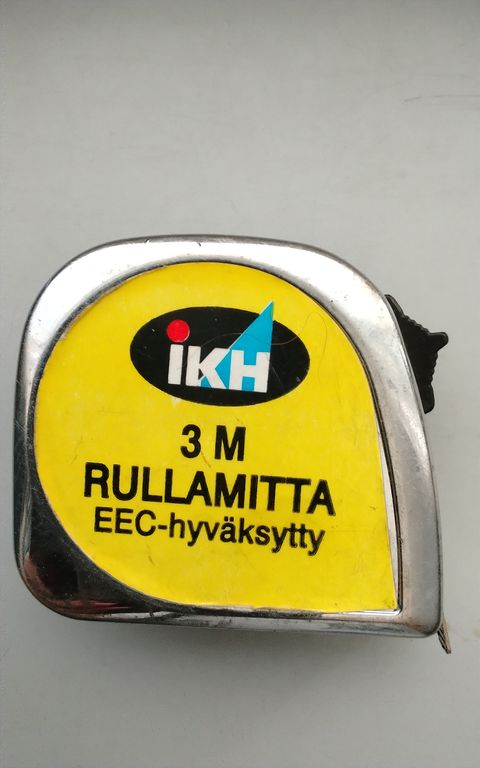 iKH
3 M
RULLAMITTA
EEC-hyväksytty